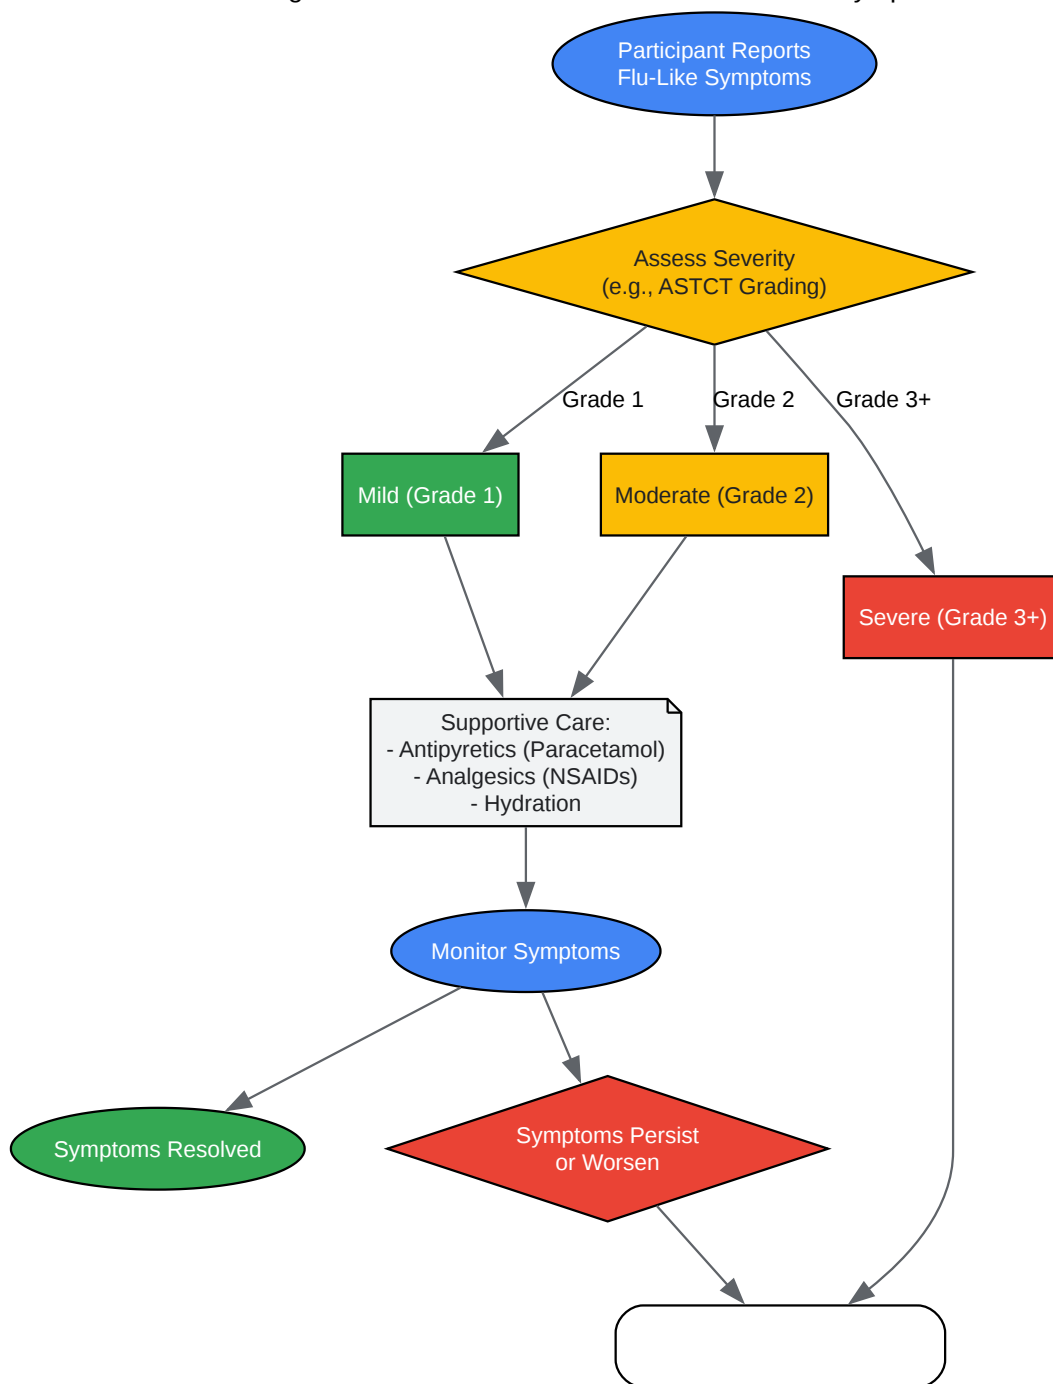 Participant Reports
Flu-Like Symptoms
Assess Severity
(e.g., ASTCT Grading)
Grade 1
Grade 2
Grade 3+
Mild (Grade 1)
Moderate (Grade 2)
Severe (Grade 3+)
Supportive Care:
- Antipyretics (Paracetamol)
- Analgesics (NSAIDs)
- Hydration
Monitor Symptoms
Symptoms Resolved
Symptoms Persist
or Worsen